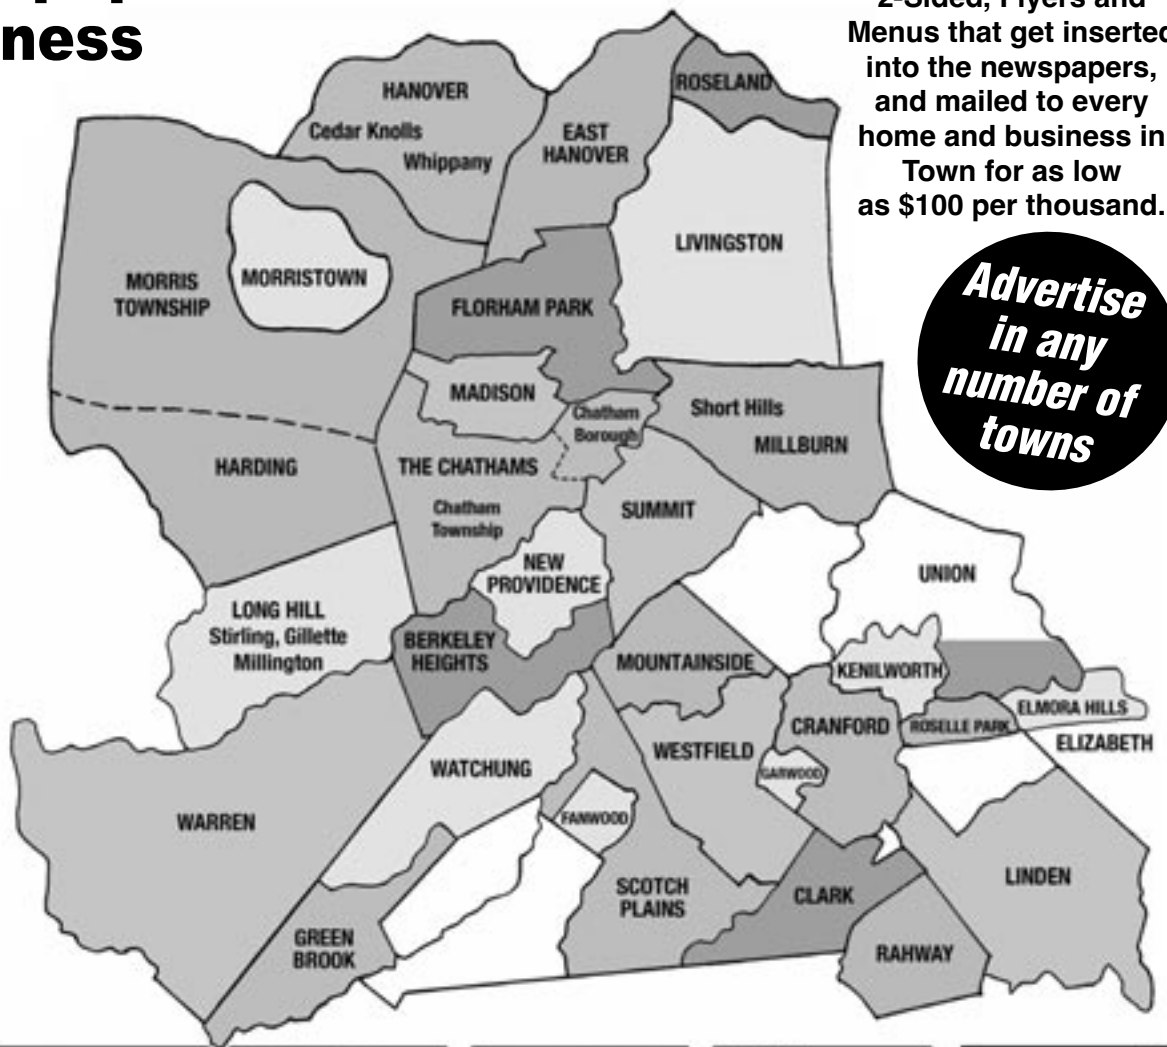 ness
2-Sided, Flyers and
Menus that get inserted
into the newspapers,
and mailed to every
home and business in
Town for as low
as $100 per thousand.
Advertise
in any
number of
towns
HANOVER
Cedar Knolls
Whippany
EAST
HANOVER
ROSELAND
LIVINGSTON
MORRIS
TOWNSHIP
MORRISTOWN
FLORHAM PARK
MADISON
Chatham
Borough
Short Hills
MILLBURN
HARDING
THE CHATHAMS
Chatham
Township
SUMMIT
NEW
PROVIDENCE
UNION
LONG HILL
Stirling, Gillette
Millington
BERKELEY
HEIGHTS
MOUNTAINSIDE
KENILWORTH
ELMORA HILLS
ROSELLE PARK
ELIZABETH
CRANFORD
WESTFIELD
GARWOOD
WATCHUNG
WARREN
FANWOOD
SCOTCH
PLAINS
CLARK
LINDEN
GREEN
BROOK
RAHWAY